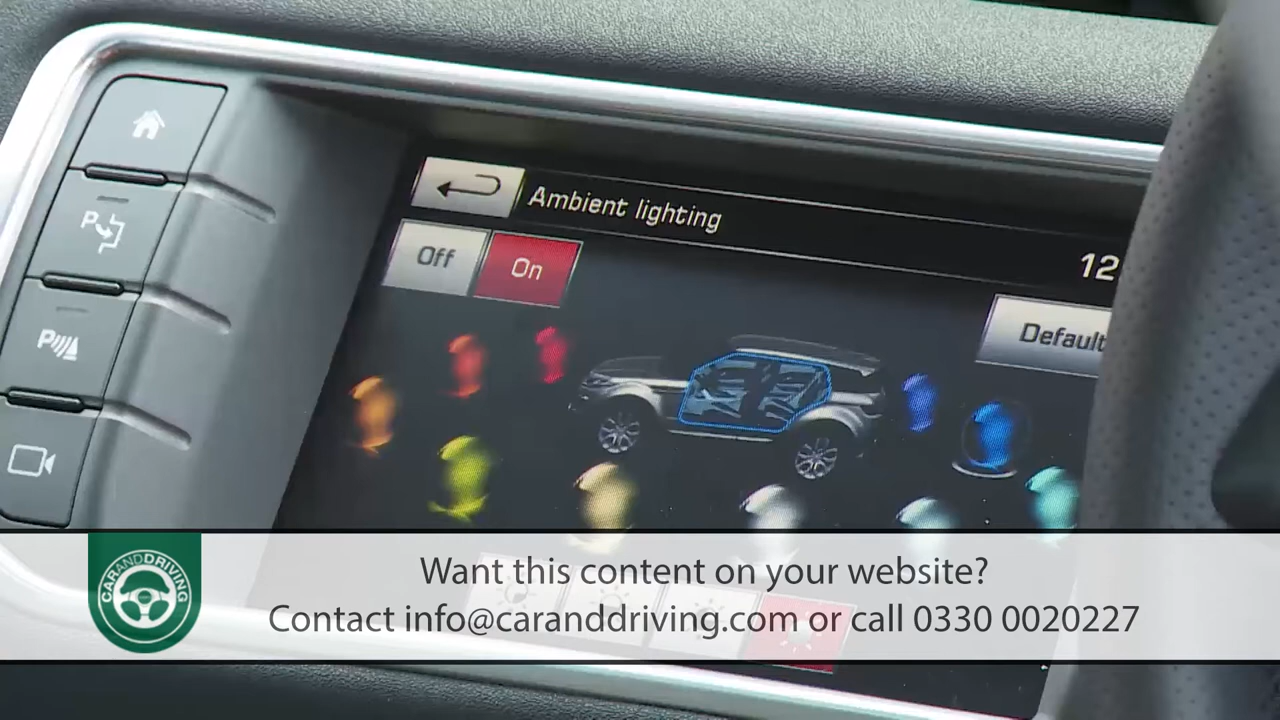 Ambient lighting
12
Off
On
Default
P
P
Want this content on your website?
CARANDDRIVING
Contact info@caranddriving.com or call 0330 0020227